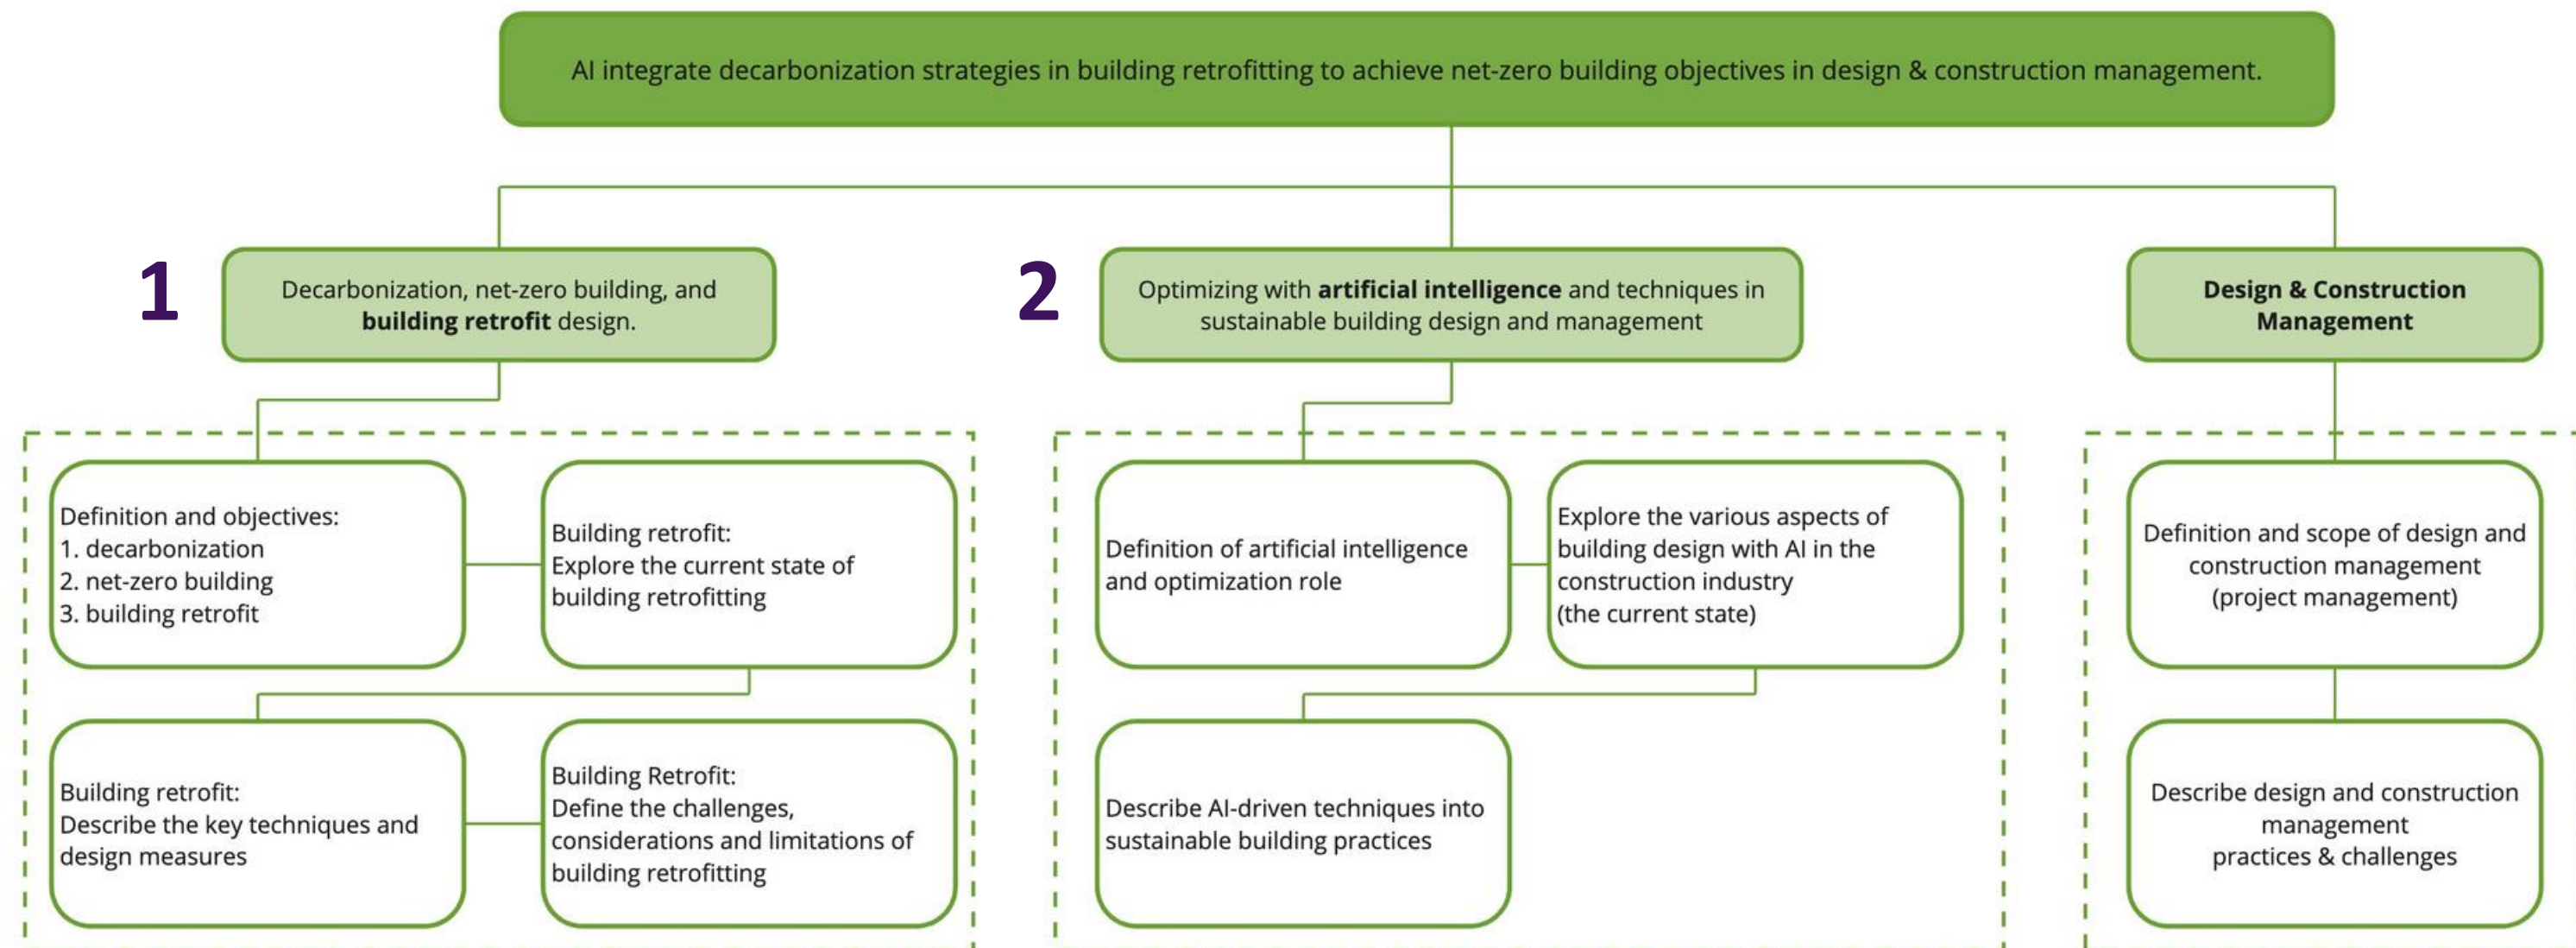 AI integrate decarbonization strategies in building retrofitting to achieve net-zero building objectives in design & construction management.
1
Decarbonization, net-zero building, and
building retrofit design.
2
Optimizing with artificial intelligence and techniques in
sustainable building design and management
Design & Construction
Management
Definition and objectives:
1. decarbonization
2. net-zero building
3. building retrofit
Building retrofit:
Explore the current state of
building retrofitting
Building retrofit:
Describe the key techniques and
design measures
Building Retrofit:
Define the challenges,
considerations and limitations of
building retrofitting
Definition of artificial intelligence
and optimization role
Explore the various aspects of
building design with AI in the
construction industry
(the current state)
Describe AI-driven techniques into
sustainable building practices
Definition and scope of design and
construction management
(project management)
Describe design and construction
management
practices & challenges